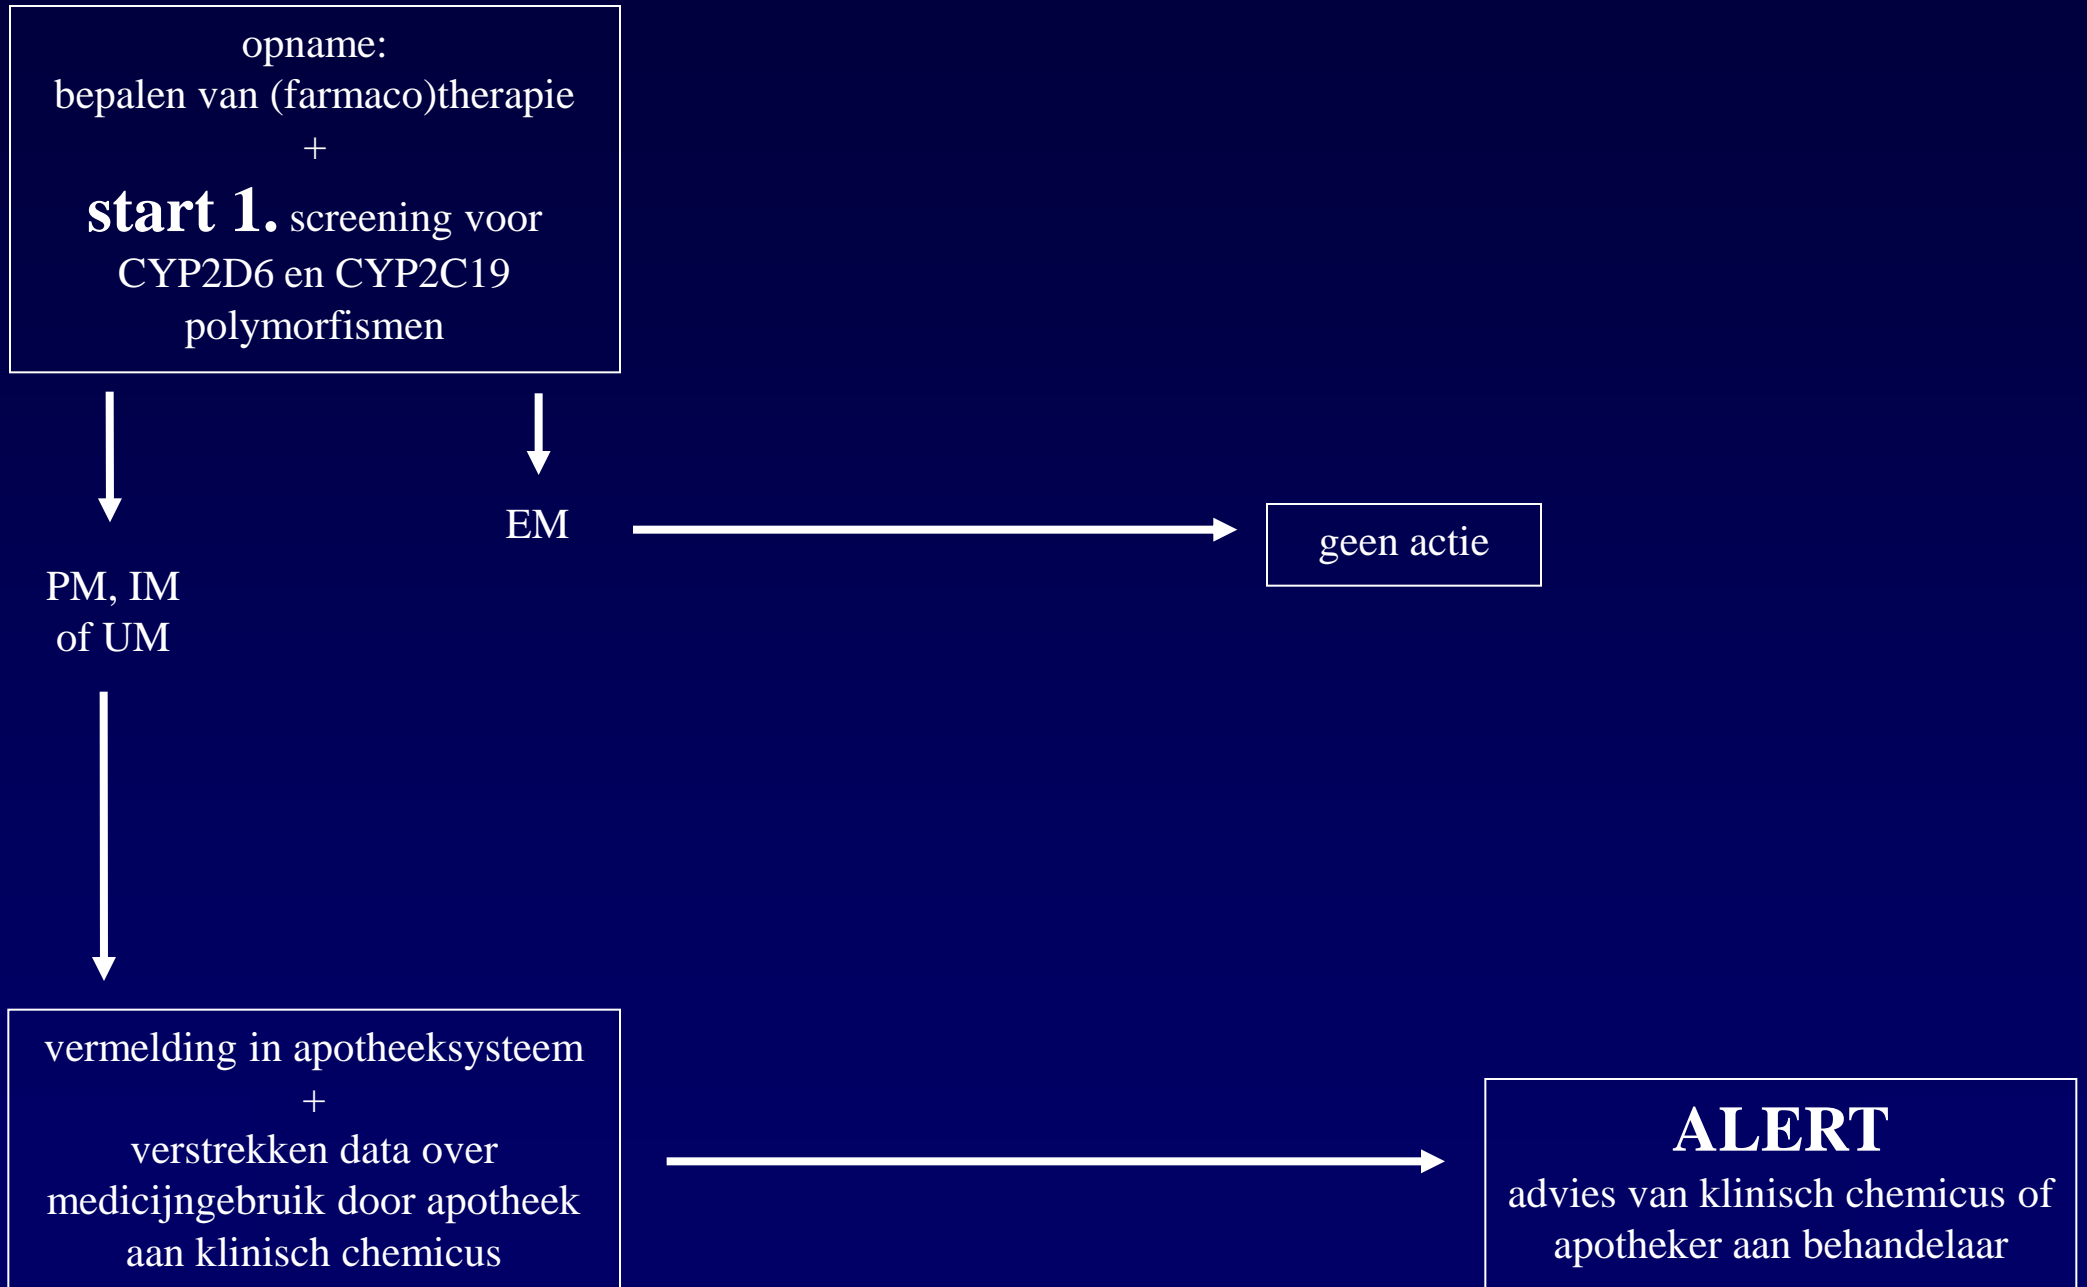 opname:
bepalen van (farmaco)therapie
+
start 1. screening voor
CYP2D6 en CYP2C19
polymorfismen
EM
geen actie
PM, IM
of UM
vermelding in apotheeksysteem
+
verstrekken data over
medicijngebruik door apotheek
aan klinisch chemicus
ALERT
advies van klinisch chemicus of
apotheker aan behandelaar